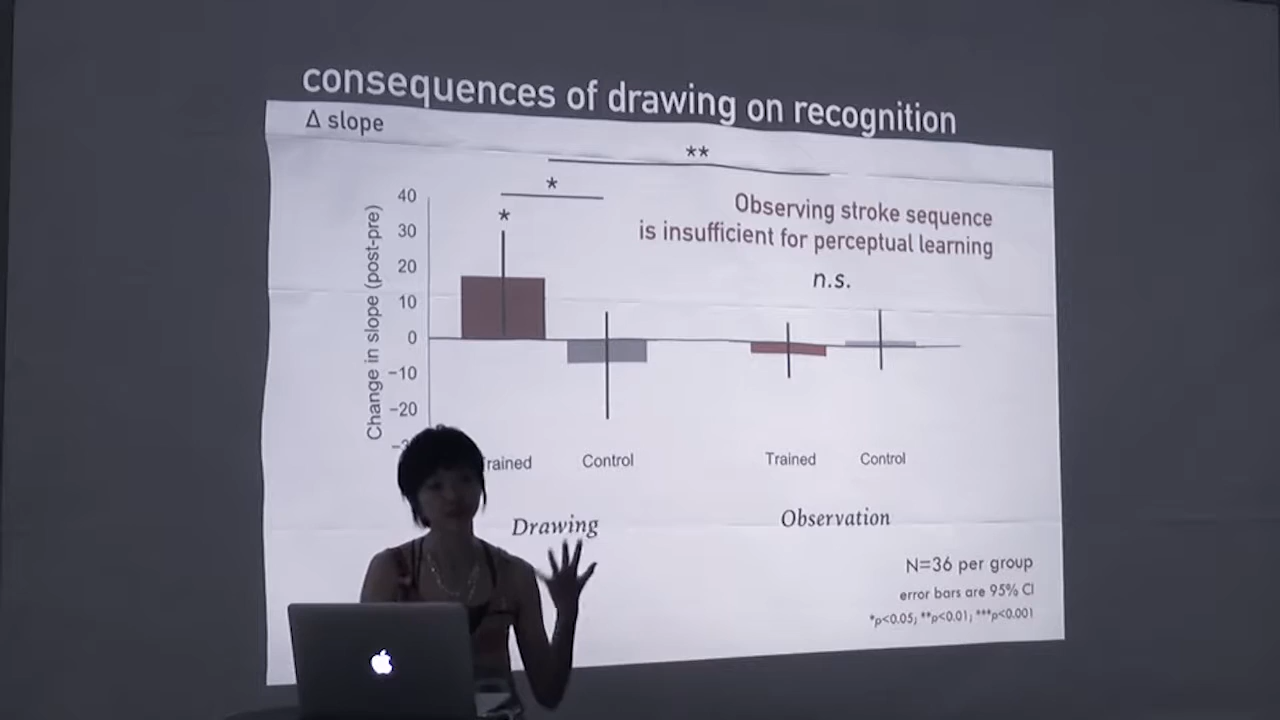 consequences of drawing on recognition
Δ slope
**
*
*
Observing stroke sequence
is insufficient for perceptual learning
n.s.
Change in slope (post-pre)
40
30
20
10
0
−10
−20
Control
Trained
Control
Drawing
Observation
N=36 per group
error bars are 95% CI
*p<0.05; **p<0.01; ***p<0.001